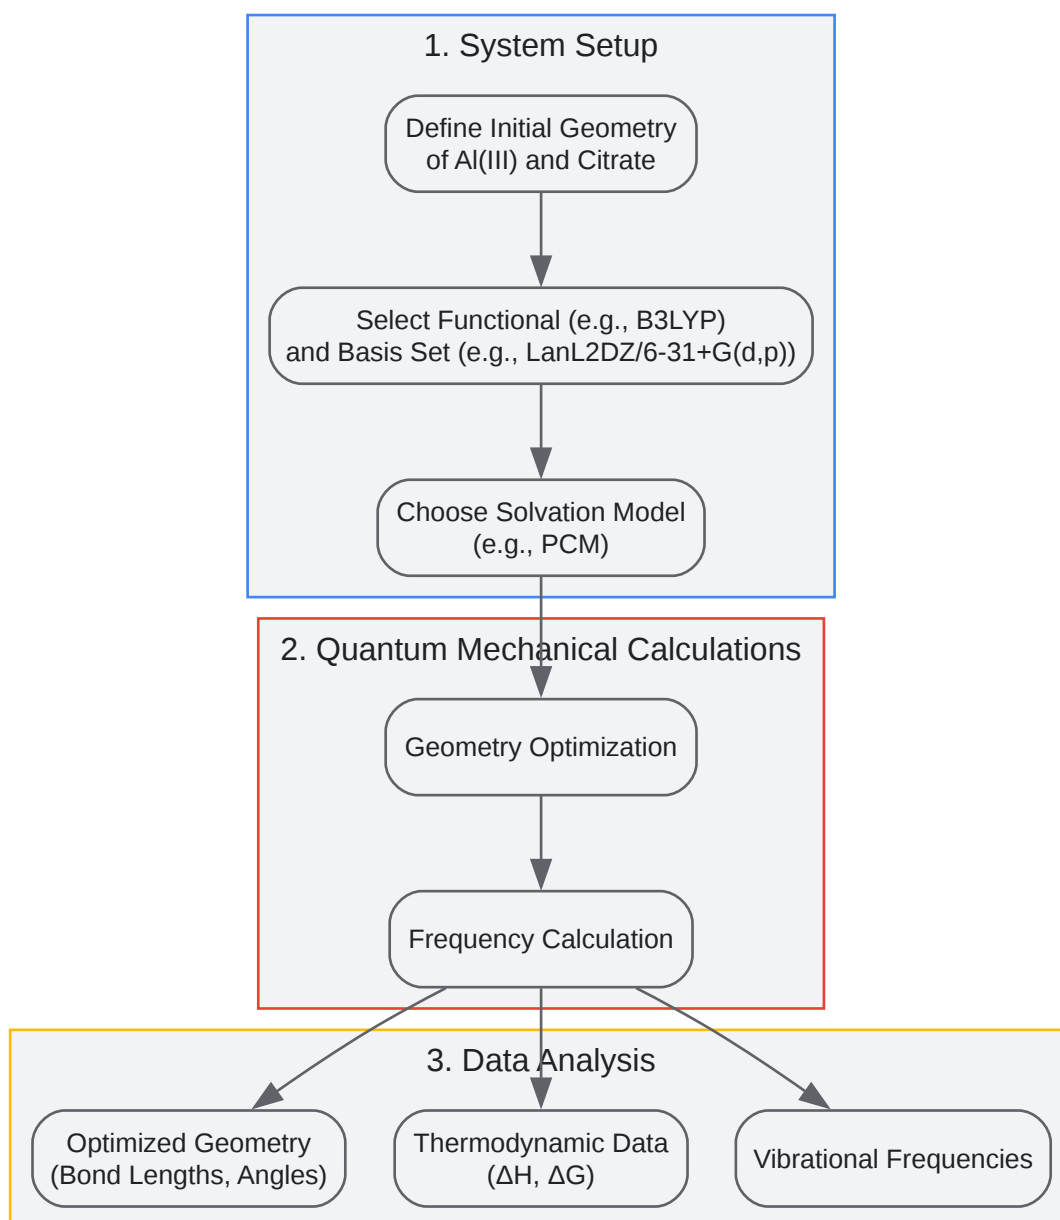 1. System Setup
Define Initial Geometry
of Al(III) and Citrate
Select Functional (e.g., B3LYP)
and Basis Set (e.g., LanL2DZ/6-31+G(d,p))
Choose Solvation Model
(e.g., PCM)
2. Quantum Mechanical Calculations
Geometry Optimization
Frequency Calculation
3. Data Analysis
Optimized Geometry
(Bond Lengths, Angles)
Thermodynamic Data
(ΔH, ΔG)
Vibrational Frequencies